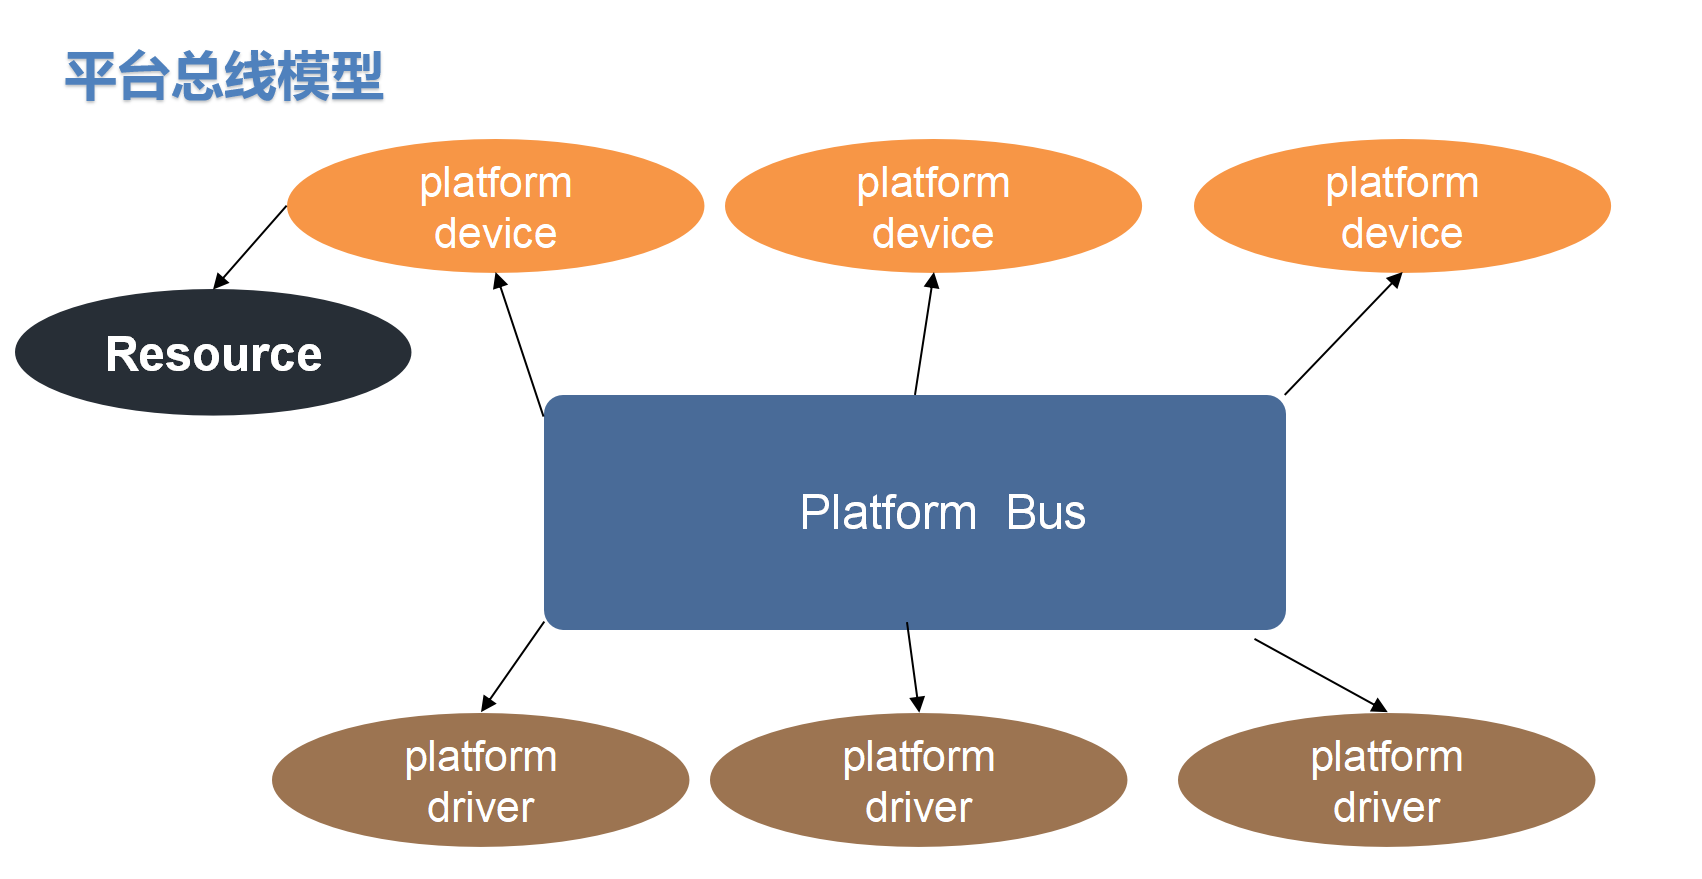 平台总线模型
platform
device
platform
device
platform
device
Resource
Platform Bus
platform
driver
platform
driver
platform
driver